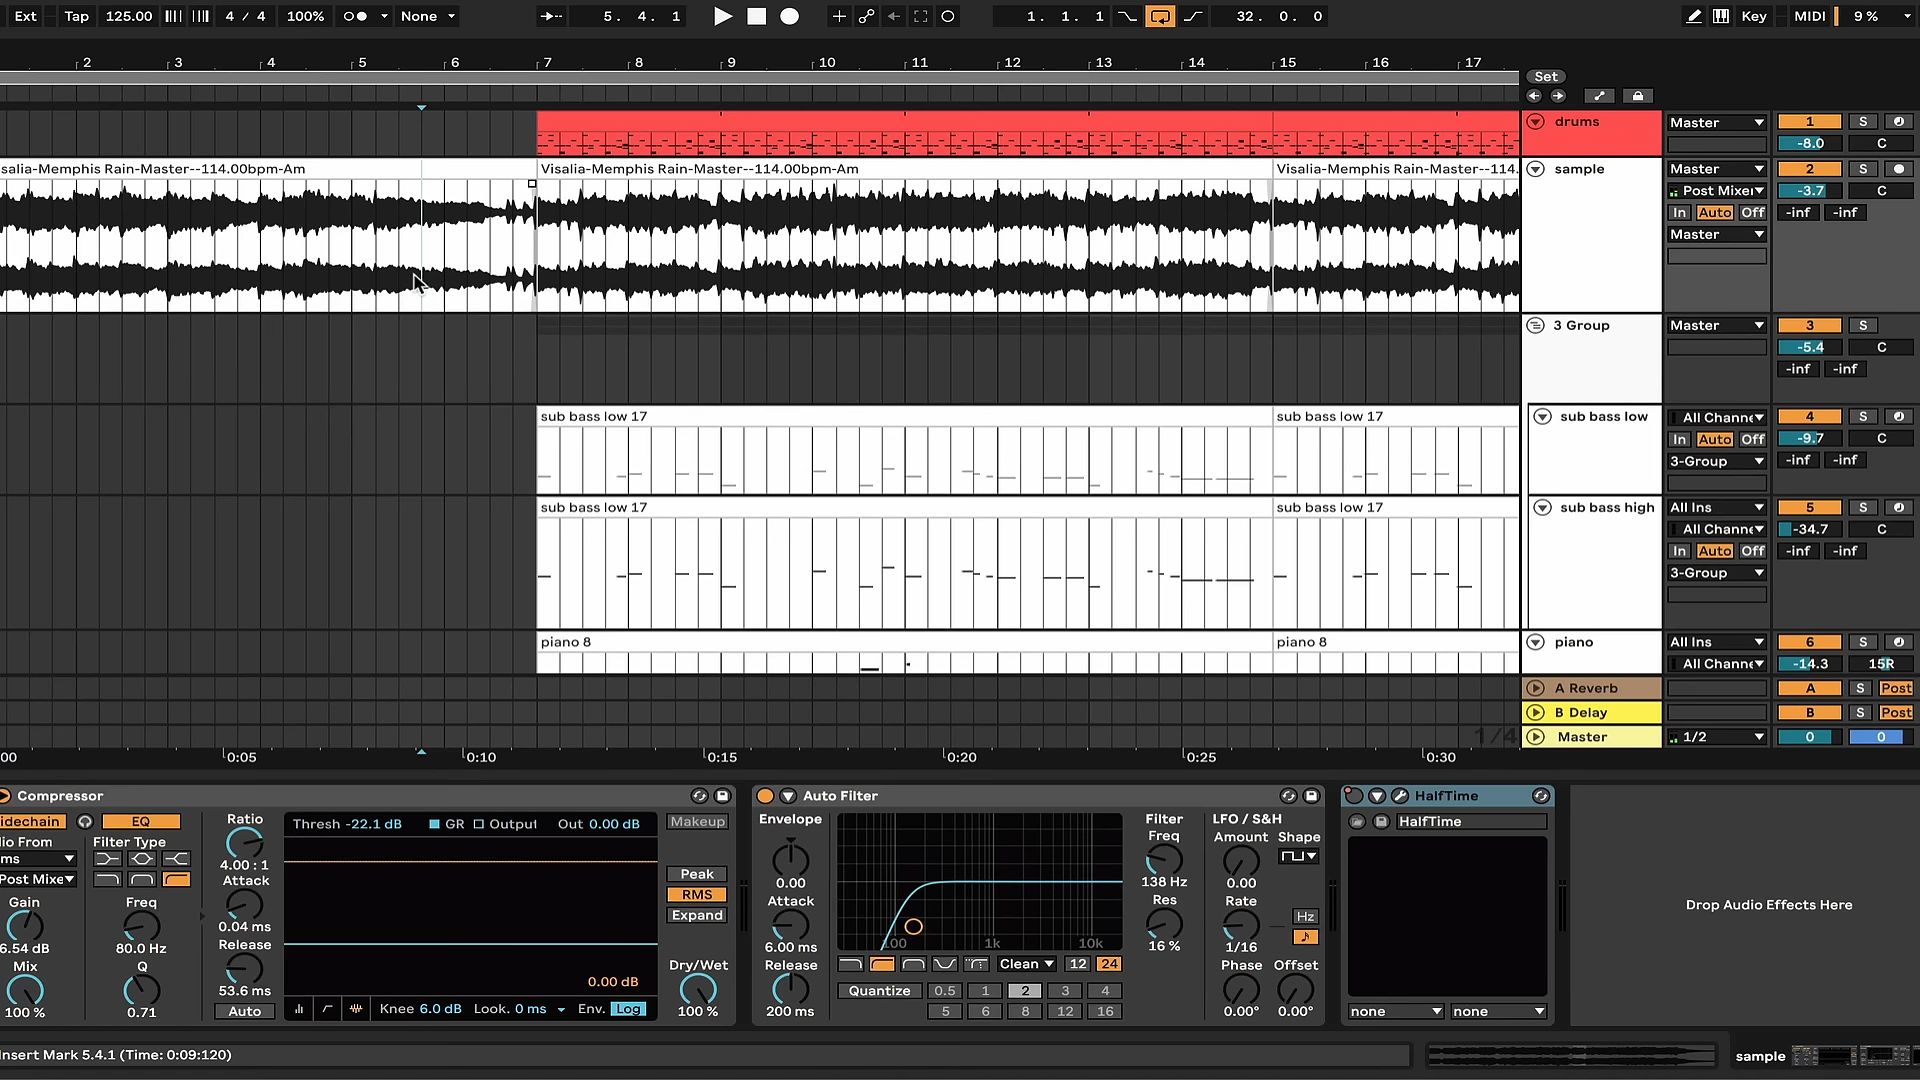 Ext Tap 125.00 4 / 4 100% None 5. 4. 1 1. 1. 1 32. 0. 0 Key MIDI 9 %
2 3 4 5 6 7 8 9 10 11 12 13 14 15 16 17
Set
drums Master 1 S
-8.0 C
salia-Memphis Rain-Master--114.00bpm-Am Visalia-Memphis Rain-Master--114.00bpm-Am Visalia-Memphis Rain-Master--114. sample Master 2 S
Post Mixer -3.7 C
In Auto Off -inf -inf
Master
3 Group Master 3 S
-5.4 C
-inf -inf
sub bass low 17 sub bass low 17 sub bass low All Channe 4 S
In Auto Off -9.7 C
3-Group -inf -inf
sub bass low 17 sub bass low 17 sub bass high All Ins 5 S
All Channe -34.7 C
In Auto Off -inf -inf
3-Group
piano 8 piano 8 piano All Ins 6 S
All Channe -14.3 15R
A Reverb A S Post
B Delay B S Post
1/4 Master 1/2 0 0
00 0:05 0:10 0:15 0:20 0:25 0:30
Compressor Auto Filter HalfTime
idechain EQ Ratio Thresh -22.1 dB GR Output Out 0.00 dB Makeup Envelope Filter LFO / S&H HalfTime
io From Filter Type Freq Amount Shape
ms 4.00 : 1 Peak 0.00 138 Hz 0.00
Post Mixe Attack RMS Attack Res Rate
Gain Freq 0.04 ms Expand 6.00 ms 100 1k 10k 16 % 1/16 Hz
6.54 dB 80.0 Hz Release Release Clean 12 24 Phase Offset
Mix Q 53.6 ms 0.00 dB Dry/Wet Quantize 0.5 1 2 3 4
100 % 0.71 Auto Knee 6.0 dB Look. 0 ms Env. Log 100 % 200 ms 5 6 8 12 16 0.00° 0.00° none none
Drop Audio Effects Here
nsert Mark 5.4.1 (Time: 0:09:120) sample